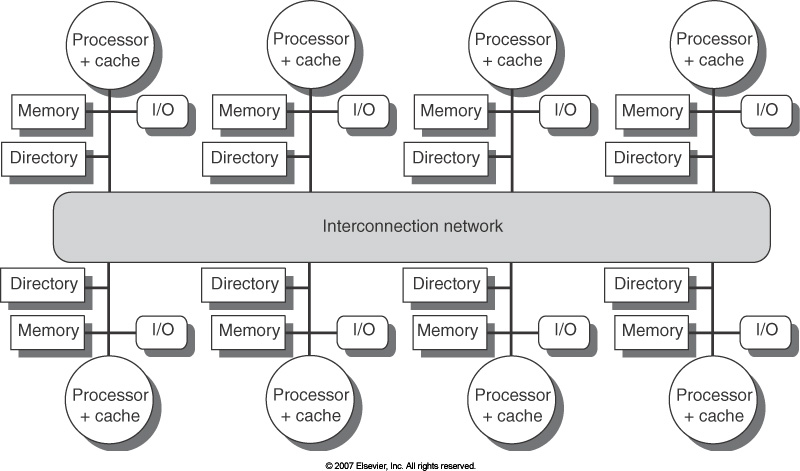 Processor
+ cache
Processor
+ cache
Processor
+ cache
Processor
+ cache
Memory
I/O
Memory
I/O
Memory
I/O
Memory
I/O
Directory
Directory
Directory
Directory
Interconnection network
Directory
Directory
Directory
Directory
Memory
I/O
Memory
I/O
Memory
I/O
Memory
I/O
Processor
+ cache
Processor
+ cache
Processor
+ cache
Processor
+ cache
© 2007 Elsevier, Inc. All rights reserved.